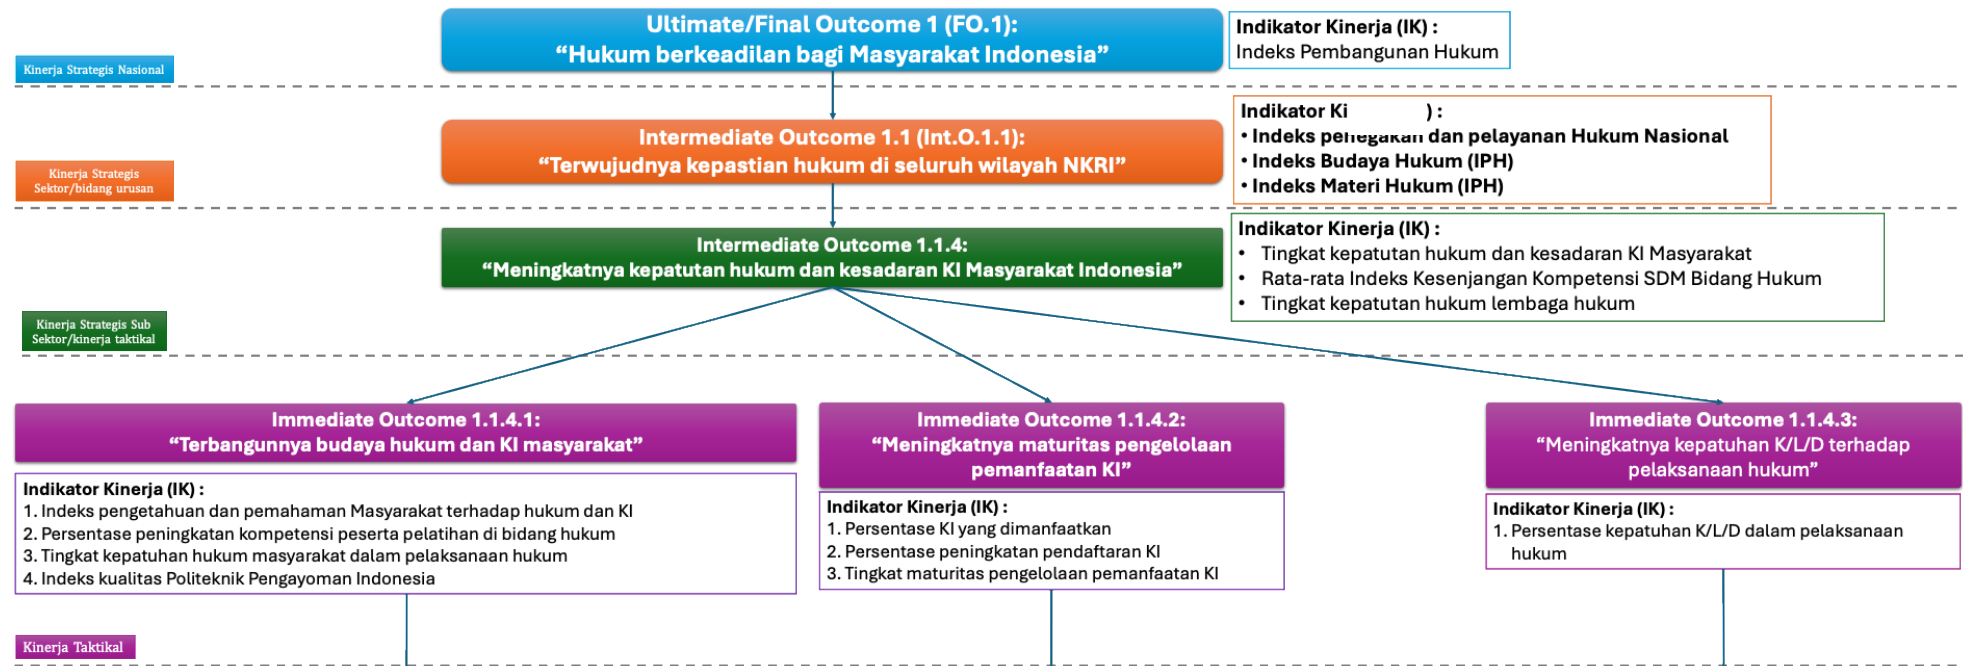 Ultimate/Final Outcome 1 (FO.1):
“Hukum berkeadilan bagi Masyarakat Indonesia”
Indikator Kinerja (IK) :
Indeks Pembangunan Hukum
Kinerja Strategis Nasional
Intermediate Outcome 1.1 (Int.O.1.1):
“Terwujudnya kepastian hukum di seluruh wilayah NKRI”
Indikator Ki ) :
• Indeks penegakan dan pelayanan Hukum Nasional
• Indeks Budaya Hukum (IPH)
• Indeks Materi Hukum (IPH)
Kinerja Strategis
Sektor/bidang urusan
Intermediate Outcome 1.1.4:
“Meningkatnya kepatutan hukum dan kesadaran KI Masyarakat Indonesia”
Indikator Kinerja (IK) :
• Tingkat kepatutan hukum dan kesadaran KI Masyarakat
• Rata-rata Indeks Kesenjangan Kompetensi SDM Bidang Hukum
• Tingkat kepatutan hukum lembaga hukum
Kinerja Strategis Sub
Sektor/kinerja taktikal
Immediate Outcome 1.1.4.1:
“Terbangunnya budaya hukum dan KI masyarakat”
Indikator Kinerja (IK) :
1. Indeks pengetahuan dan pemahaman Masyarakat terhadap hukum dan KI
2. Persentase peningkatan kompetensi peserta pelatihan di bidang hukum
3. Tingkat kepatuhan hukum masyarakat dalam pelaksanaan hukum
4. Indeks kualitas Politeknik Pengayoman Indonesia
Immediate Outcome 1.1.4.2:
“Meningkatnya maturitas pengelolaan
pemanfaatan KI”
Indikator Kinerja (IK) :
1. Persentase KI yang dimanfaatkan
2. Persentase peningkatan pendaftaran KI
3. Tingkat maturitas pengelolaan pemanfaatan KI
Immediate Outcome 1.1.4.3:
“Meningkatnya kepatuhan K/L/D terhadap
pelaksanaan hukum”
Indikator Kinerja (IK) :
1. Persentase kepatuhan K/L/D dalam pelaksanaan
hukum
Kinerja Taktikal